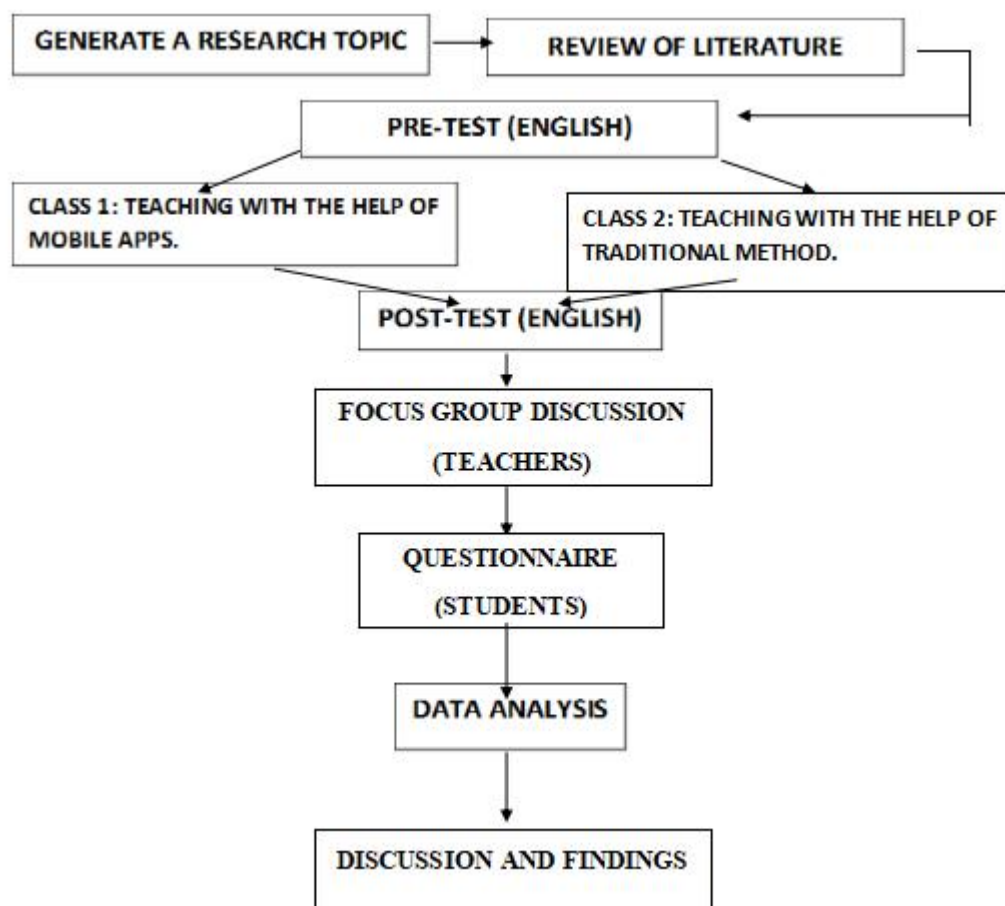 GENERATE A RESEARCH TOPIC
REVIEW OF LITERATURE
PRE-TEST (ENGLISH)
CLASS 1: TEACHING WITH THE HELP OF
MOBILE APPS.
CLASS 2: TEACHING WITH THE HELP OF
TRADITIONAL METHOD.
POST-TEST (ENGLISH)
FOCUS GROUP DISCUSSION
(TEACHERS)
QUESTIONNAIRE
(STUDENTS)
DATA ANALYSIS
DISCUSSION AND FINDINGS